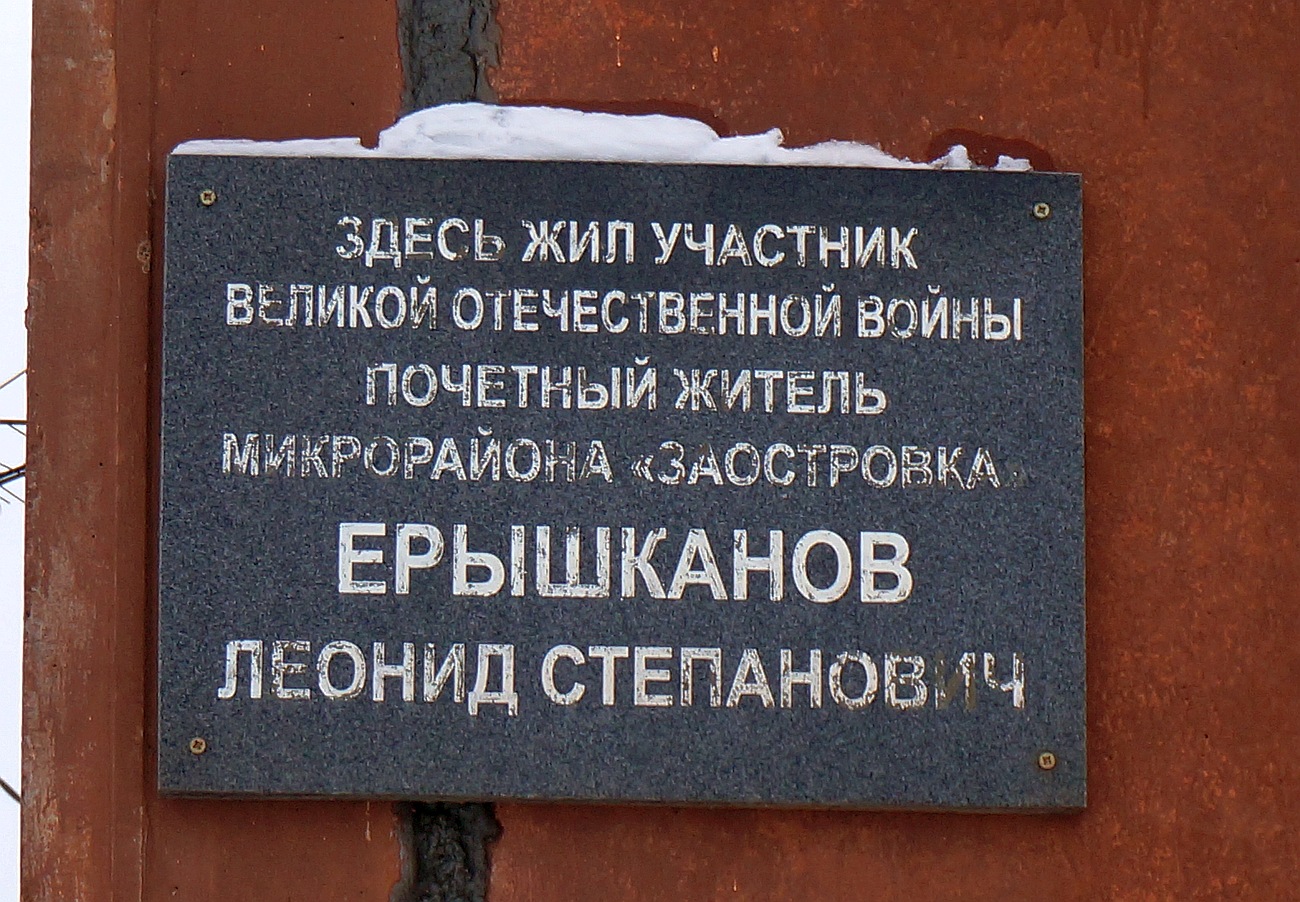 ЗДЕСЬ ЖИЛ УЧАСТНИК
ВЕЛИКОЙ ОТЕЧЕСТВЕННОЙ ВОЙНЫ
ПОЧЕТНЫЙ ЖИТЕЛЬ
МИКРОРАЙОНА «ЗАОСТРОВКА»
ЕРЫШКАНОВ
ЛЕОНИД СТЕПАНОВИЧ